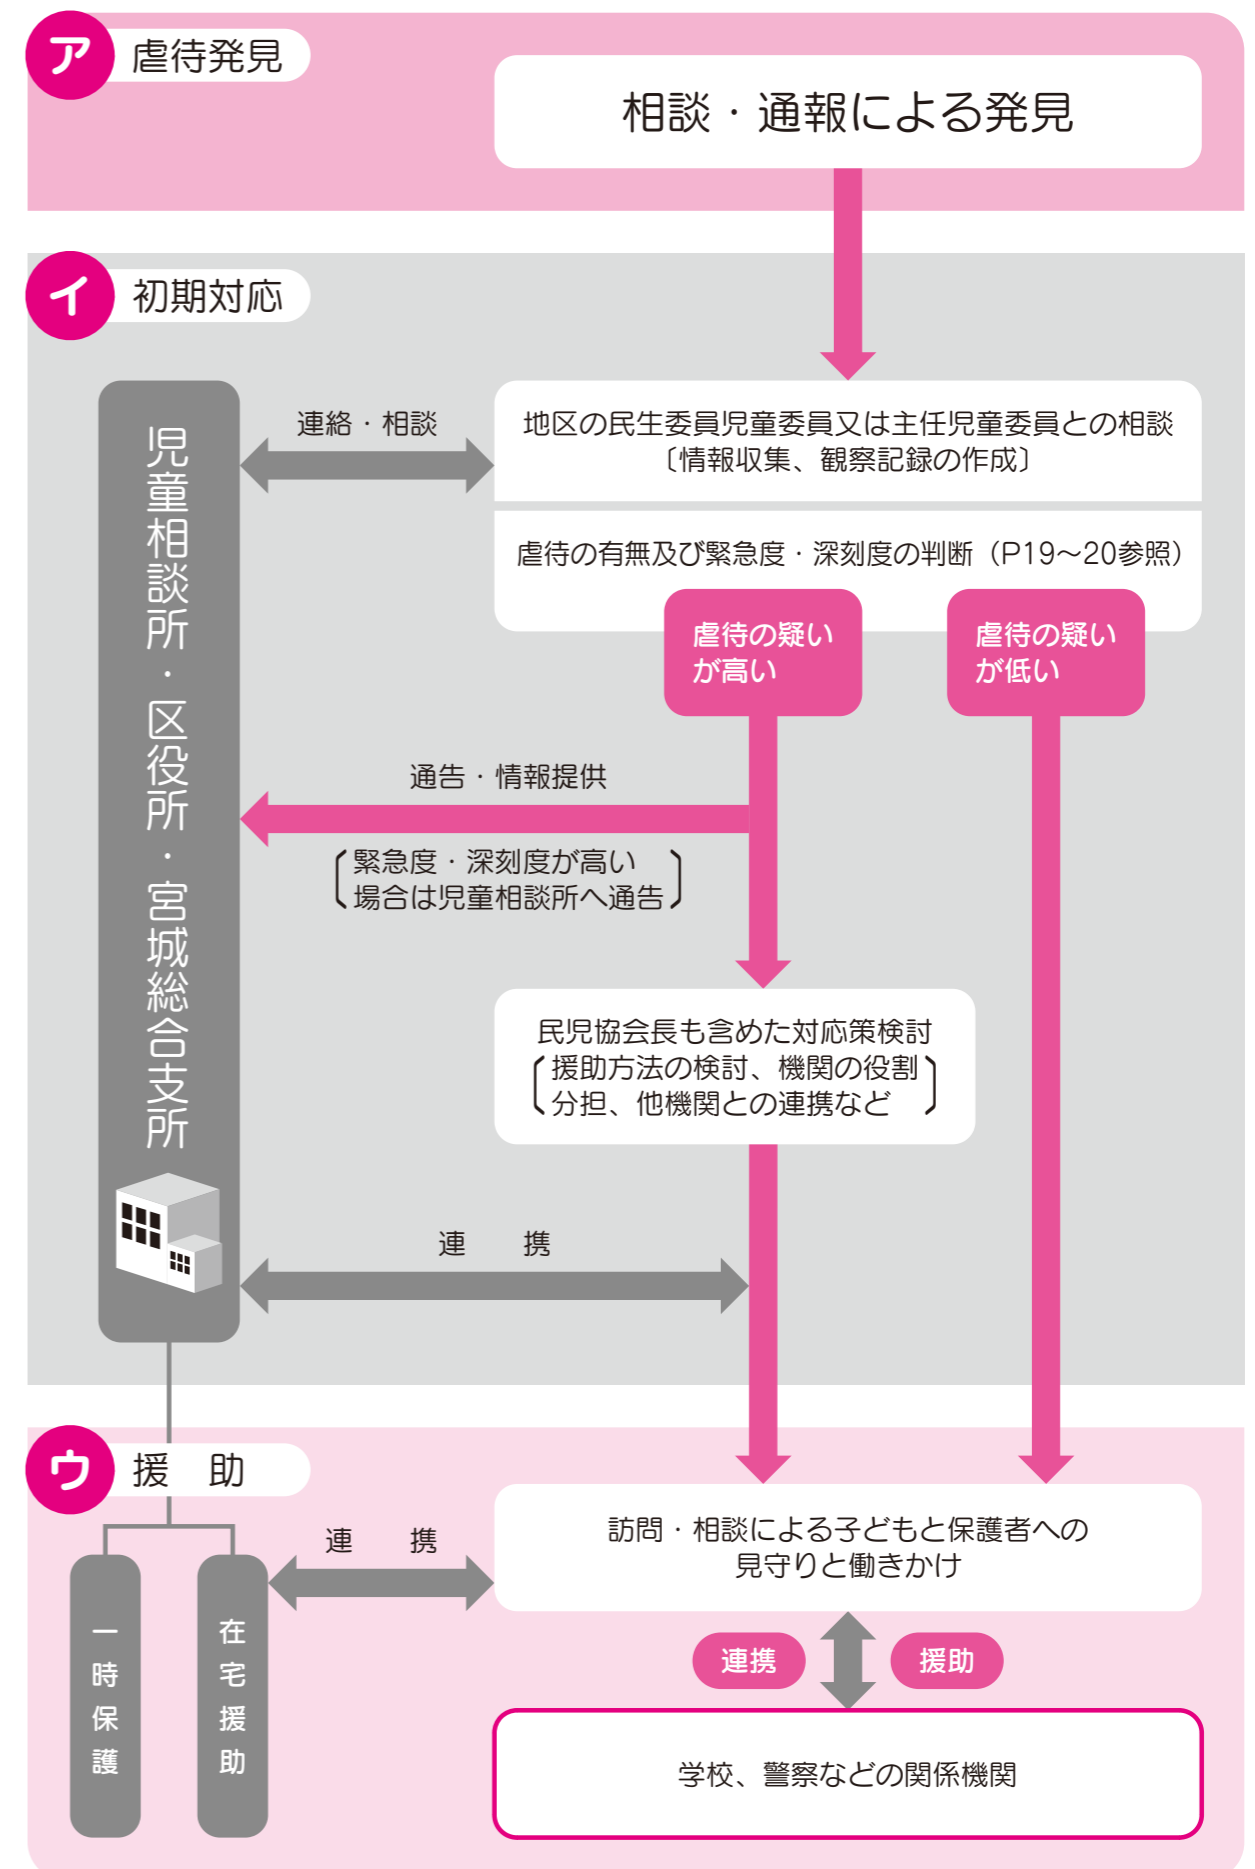 ア 虐待発見
相談・通報による発見
イ 初期対応
児童相談所・区役所・宮城総合支所
連絡・相談
地区の民生委員児童委員又は主任児童委員との相談
〔情報収集、観察記録の作成〕
虐待の有無及び緊急度・深刻度の判断（P19～20参照）
虐待の疑い
が高い
虐待の疑い
が低い
通告・情報提供
緊急度・深刻度が高い
場合は児童相談所へ通告
民児協会長も含めた対応策検討
援助方法の検討、機関の役割
分担、他機関との連携など
連　携
ウ 援　助
連　携
訪問・相談による子どもと保護者への
見守りと働きかけ
一時保護
在宅援助
連携
援助
学校、警察などの関係機関